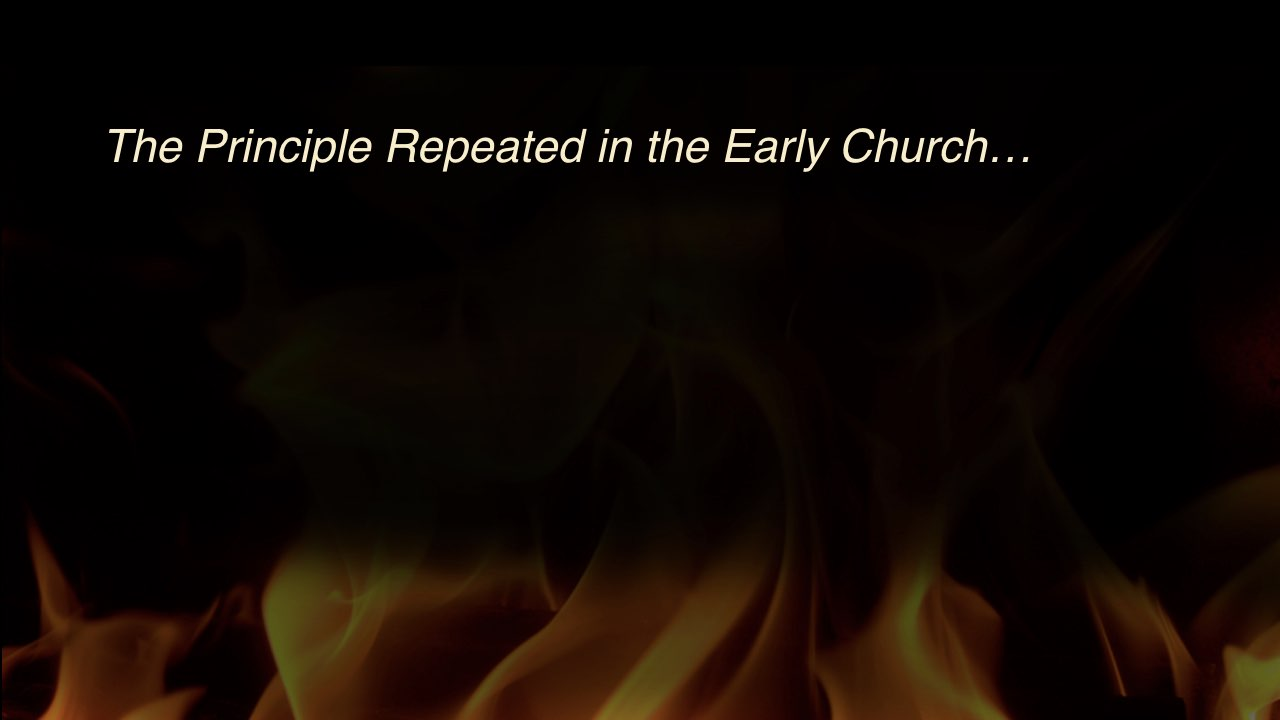 The Principle Repeated in the Early Church…